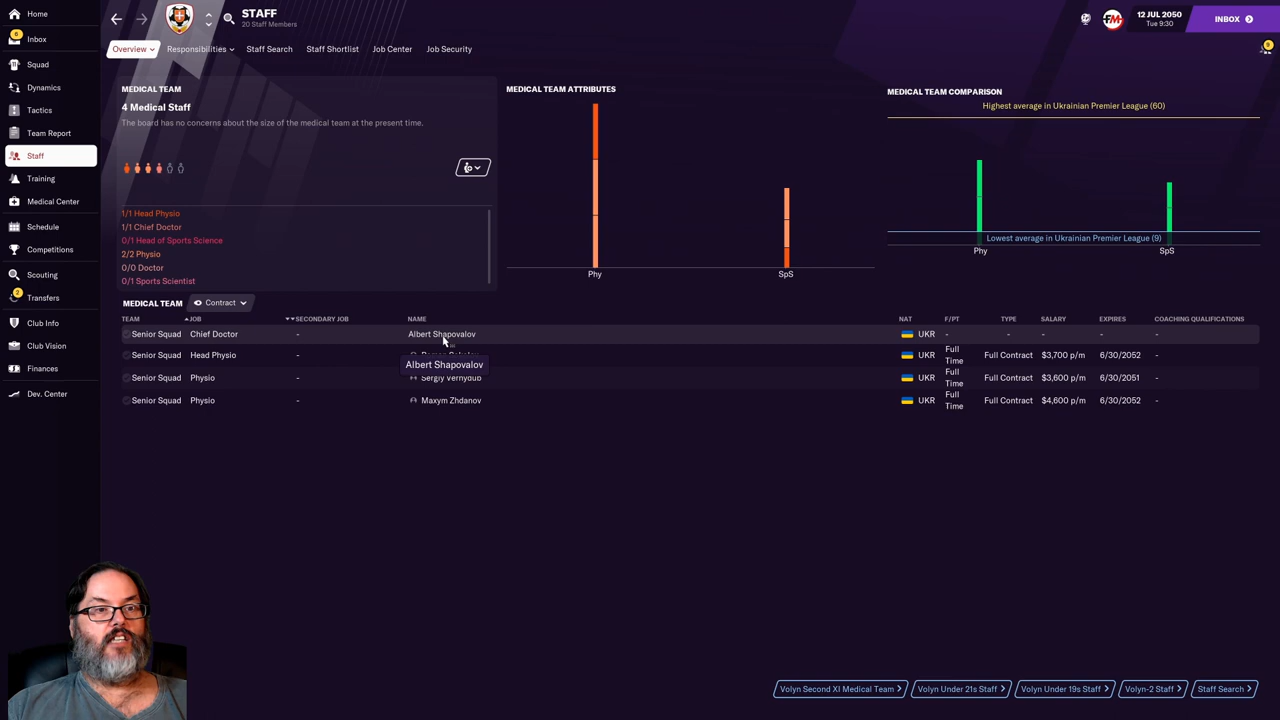 Home
6
Inbox
Squad
Dynamics
Tactics
Team Report
Staff
Training
Medical Center
Schedule
Competitions
Scouting
2
Transfers
Club Info
Club Vision
Finances
Dev. Center
STAFF
20 Staff Members
FM
12 JUL 2050
Tue 9:30
INBOX
9
Overview
Responsibilities
Staff Search
Staff Shortlist
Job Center
Job Security
MEDICAL TEAM
4 Medical Staff
The board has no concerns about the size of the medical team at the present time.
1/1 Head Physio
1/1 Chief Doctor
0/1 Head of Sports Science
2/2 Physio
0/0 Doctor
0/1 Sports Scientist
MEDICAL TEAM ATTRIBUTES
Phy SpS
MEDICAL TEAM COMPARISON
Highest average in Ukrainian Premier League (60)
Lowest average in Ukrainian Premier League (9)
Phy SpS
MEDICAL TEAM Contract
TEAM JOB SECONDARY JOB NAME NAT F/PT TYPE SALARY EXPIRES COACHING QUALIFICATIONS
Senior Squad Chief Doctor - Albert Shapovalov UKR - - - - -
Senior Squad Head Physio - UKR Full Time Full Contract $3,700 p/m 6/30/2052 -
Albert Shapovalov
Senior Squad Physio - Sergiy Vernydub UKR Full Time Full Contract $3,600 p/m 6/30/2051 -
Senior Squad Physio - Maxym Zhdanov UKR Full Time Full Contract $4,600 p/m 6/30/2052 -
Volyn Second XI Medical Team
Volyn Under 21s Staff
Volyn Under 19s Staff
Volyn-2 Staff
Staff Search